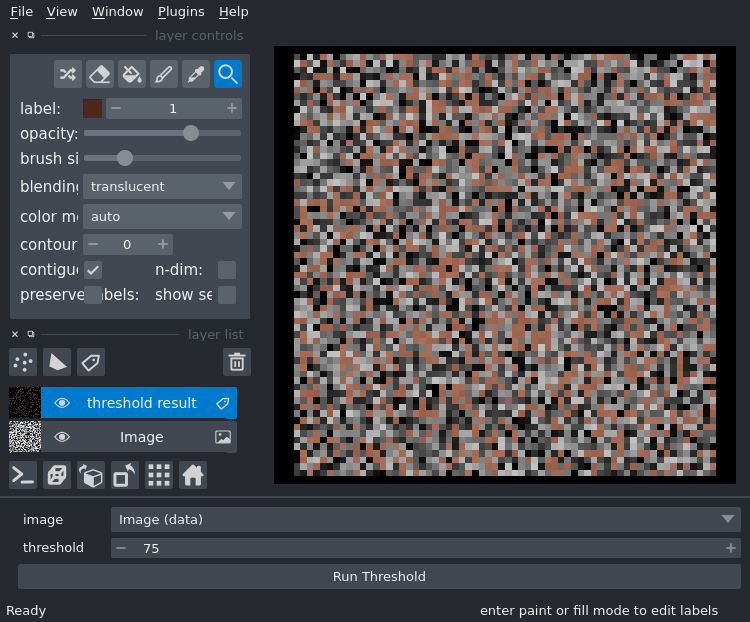 File View Window Plugins Help
layer controls
label: 1
opacity:
brush si
blending translucent
color m auto
contour 0
contigu n-dim:
preserve abels: show se
layer list
threshold result
Image
image Image (data)
threshold 75
Run Threshold
Ready enter paint or fill mode to edit labels